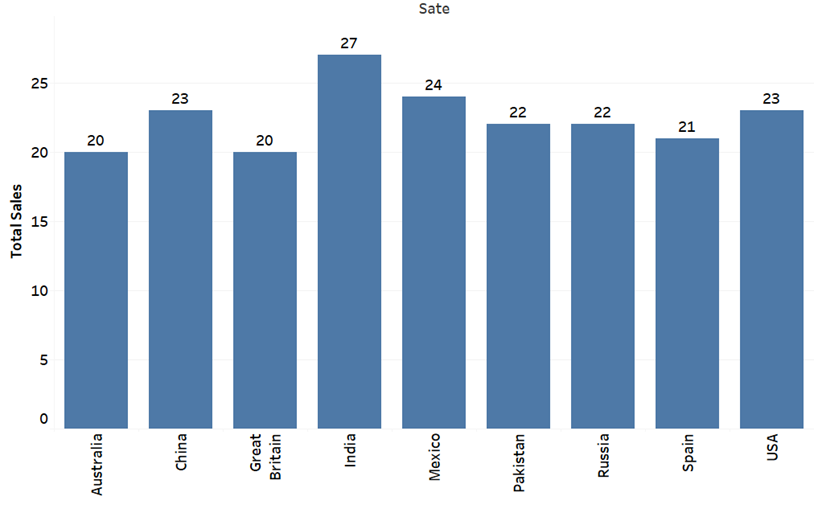 Sate
27
24
23
23
22
22
21
20
20
25
20
15
10
5
0
Total Sales
Australia
China
Great
Britain
India
Mexico
Pakistan
Russia
Spain
USA